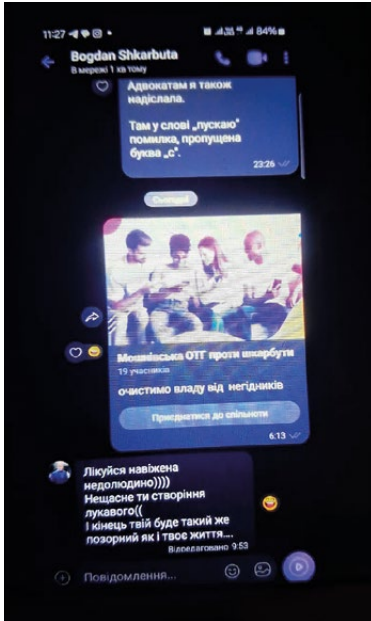 11:27
84%
Bogdan Shkarbuta
В мережі 1 хв тому
Адвокатам я також
надіслала.
Там у слові „пускаю"
помилка, пропущена
буква „с".
23:26
Сьогодні
Мошнівська ОТГ проти шкарбути
19 учасників
очистимо владу від негідників
Приєднатися до спільноти
6:13
Лікуйся навіжена
недолюдино))))
Нещасне ти створіння
лукавого((
І кінець твій буде такий же
позорний як і твоє життя....
Відредаговано 9:53
Повідомлення...